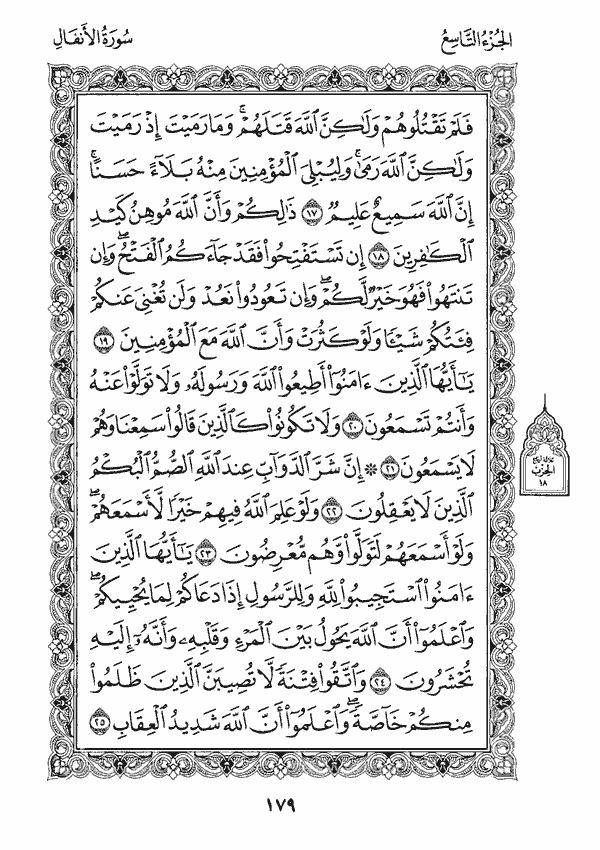 الجُزْءُ التَّاسِعُ
سُورَةُ الأَنفَالِ
فَلَمْ تَقْتُلُوهُمْ وَلَٰكِنَّ ٱللَّهَ قَتَلَهُمْ ۚ وَمَا رَمَيْتَ إِذْ رَمَيْتَ
وَلَٰكِنَّ ٱللَّهَ رَمَىٰ ۚ وَلِيُبْلِىَ ٱلْمُؤْمِنِينَ مِنْهُ بَلَآءً حَسَنًا ۚ
إِنَّ ٱللَّهَ سَمِيعٌ عَلِيمٌ ١٧ ذَٰلِكُمْ وَأَنَّ ٱللَّهَ مُوهِنُ كَيْدِ
ٱلْكَٰفِرِينَ ١٨ إِن تَسْتَفْتِحُوا۟ فَقَدْ جَآءَكُمُ ٱلْفَتْحُ ۖ وَإِن
تَنتَهُوا۟ فَهُوَ خَيْرٌ لَّكُمْ ۖ وَإِن تَعُودُوا۟ نَعُدْ وَلَن تُغْنِىَ عَنكُمْ
فِئَتُكُمْ شَيْـًٔا وَلَوْ كَثُرَتْ وَأَنَّ ٱللَّهَ مَعَ ٱلْمُؤْمِنِينَ ١٩
يَٰٓأَيُّهَا ٱلَّذِينَ ءَامَنُوٓا۟ أَطِيعُوا۟ ٱللَّهَ وَرَسُولَهُۥ وَلَا تَوَلَّوْا۟ عَنْهُ
وَأَنتُمْ تَسْمَعُونَ ٢٠ وَلَا تَكُونُوا۟ كَٱلَّذِينَ قَالُوا۟ سَمِعْنَا وَهُمْ
لَا يَسْمَعُونَ ٢١ ۞ إِنَّ شَرَّ ٱلدَّوَآبِّ عِندَ ٱللَّهِ ٱلصُّمُّ ٱلْبُكْمُ
ٱلَّذِينَ لَا يَعْقِلُونَ ٢٢ وَلَوْ عَلِمَ ٱللَّهُ فِيهِمْ خَيْرًا لَّأَسْمَعَهُمْ ۖ
وَلَوْ أَسْمَعَهُمْ لَتَوَلَّوا۟ وَّهُم مُّعْرِضُونَ ٢٣ يَٰٓأَيُّهَا ٱلَّذِينَ
ءَامَنُوا۟ ٱسْتَجِيبُوا۟ لِلَّهِ وَلِلرَّسُولِ إِذَا دَعَاكُمْ لِمَا يُحْيِيكُمْ ۖ
وَٱعْلَمُوٓا۟ أَنَّ ٱللَّهَ يَحُولُ بَيْنَ ٱلْمَرْءِ وَقَلْبِهِۦ وَأَنَّهُۥٓ إِلَيْهِ
تُحْشَرُونَ ٢٤ وَٱتَّقُوا۟ فِتْنَةً لَّا تُصِيبَنَّ ٱلَّذِينَ ظَلَمُوا۟
مِنكُمْ خَآصَّةً ۖ وَٱعْلَمُوٓا۟ أَنَّ ٱللَّهَ شَدِيدُ ٱلْعِقَابِ ٢٥
الحِزْب
١٨
١٧٩